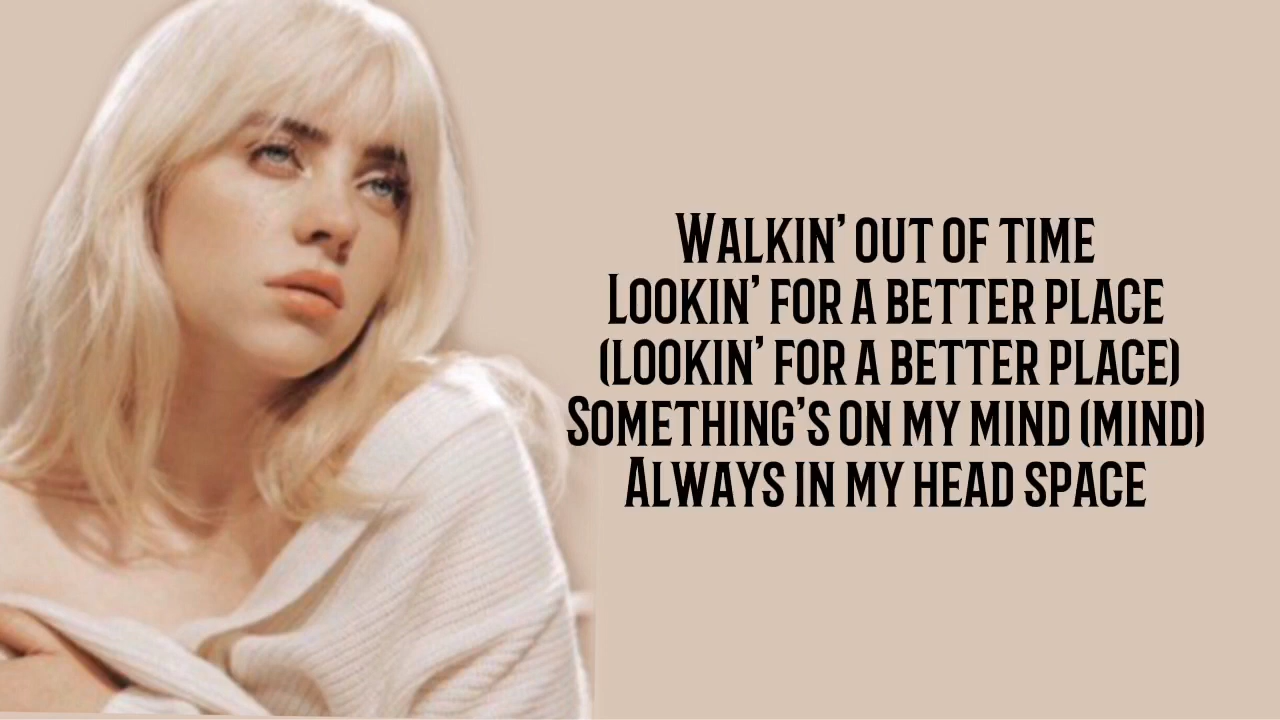 Walkin' out of time
Lookin' for a better place
(lookin' for a better place)
Something's on my mind (mind)
Always in my head space